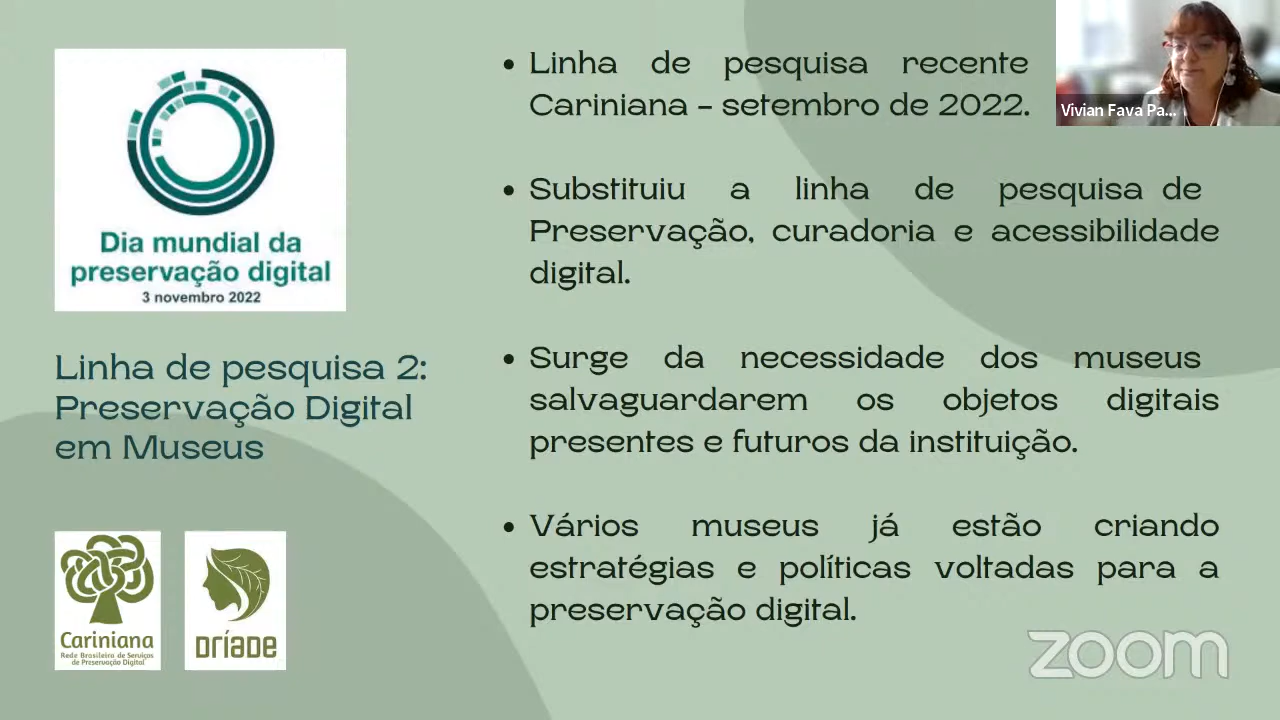 Dia mundial da
preservação digital
3 novembro 2022
Linha de pesquisa 2:
Preservação Digital
em Museus
Cariniana
Rede Brasileira de Serviços
de Preservação Digital
DRÍADE
Linha de pesquisa recente
Cariniana – setembro de 2022.
Substituiu a linha de pesquisa de
Preservação, curadoria e acessibilidade
digital.
Surge da necessidade dos museus
salvaguardarem os objetos digitais
presentes e futuros da instituição.
Vários museus já estão criando
estratégias e políticas voltadas para a
preservação digital.
Vivian Fava Pa...
zoom